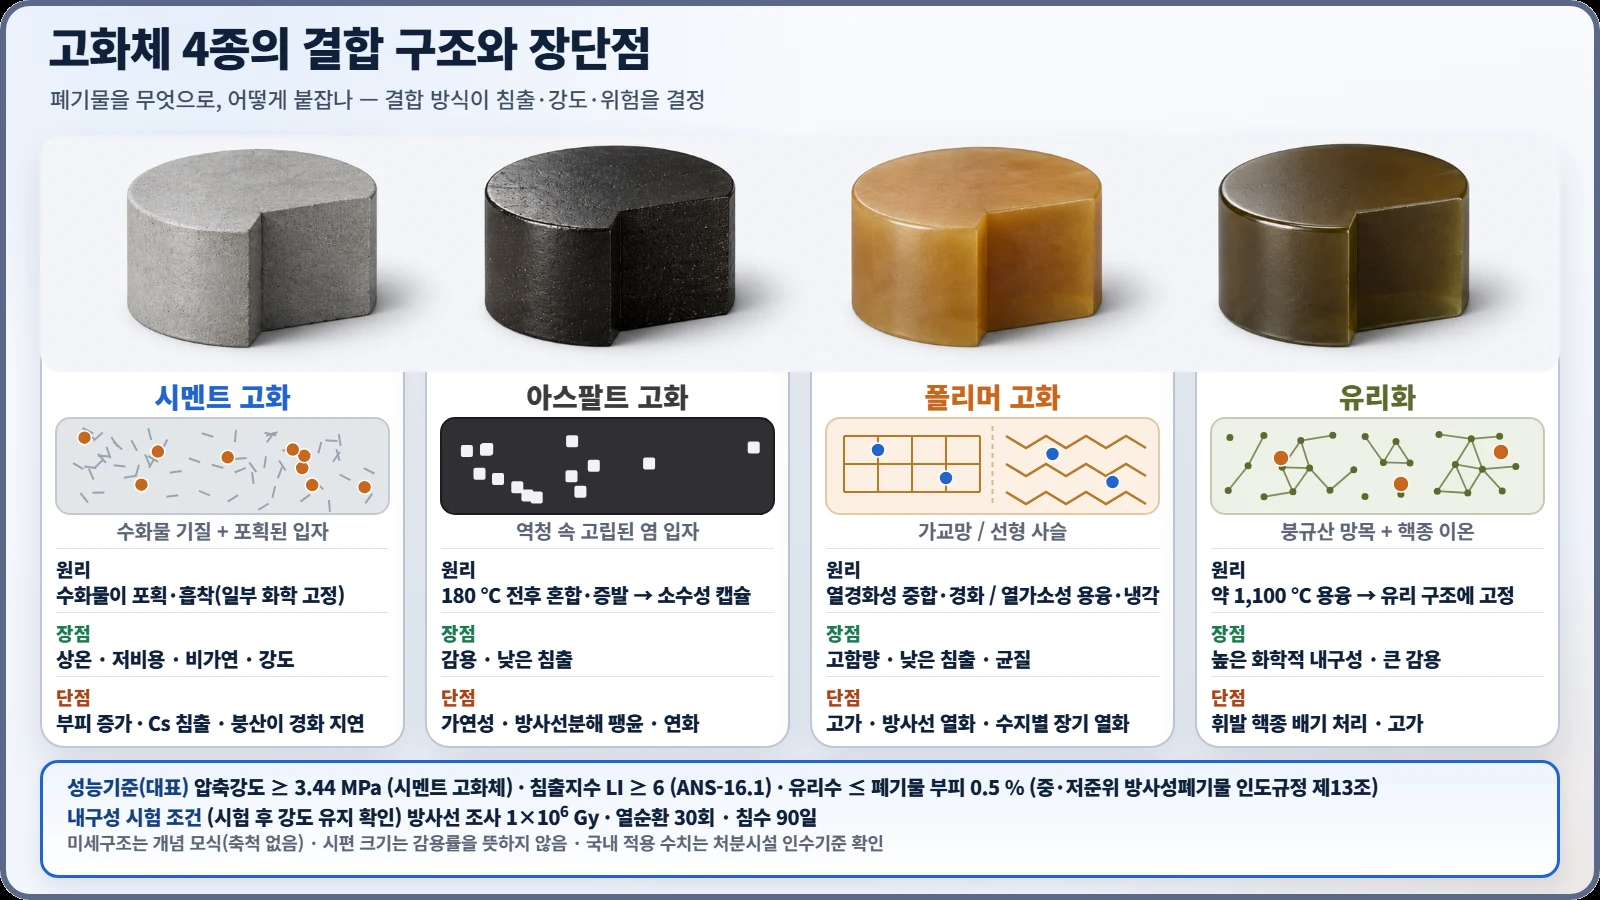 고화체 4종의 결합 구조와 장단점
폐기물을 무엇으로, 어떻게 붙잡나 — 결합 방식이 침출·강도·위험을 결정
시멘트 고화
수화물 기질 + 포획된 입자
원리
수화물이 포획·흡착(일부 화학 고정)
장점
상온 · 저비용 · 비가연 · 강도
단점
부피 증가 · Cs 침출 · 붕산이 경화 지연
아스팔트 고화
역청 속 고립된 염 입자
원리
180 °C 전후 혼합·증발 → 소수성 캡슐
장점
감용 · 낮은 침출
단점
가연성 · 방사선분해 팽윤 · 연화
폴리머 고화
가교망 / 선형 사슬
원리
열경화성 중합·경화 / 열가소성 용융·냉각
장점
고함량 · 낮은 침출 · 균질
단점
고가 · 방사선 열화 · 수지별 장기 열화
유리화
붕규산 망목 + 핵종 이온
원리
약 1,100 °C 용융 → 유리 구조에 고정
장점
높은 화학적 내구성 · 큰 감용
단점
휘발 핵종 배기 처리 · 고가
성능기준(대표) 압축강도 ≥ 3.44 MPa (시멘트 고화체) · 침출지수 LI ≥ 6 (ANS-16.1) · 유리수 ≤ 폐기물 부피 0.5 % (중·저준위 방사성폐기물 인도규정 제13조)
내구성 시험 조건 (시험 후 강도 유지 확인) 방사선 조사 1×10⁶ Gy · 열순환 30회 · 침수 90일
미세구조는 개념 모식(축척 없음) · 시편 크기는 감용률을 뜻하지 않음 · 국내 적용 수치는 처분시설 인수기준 확인